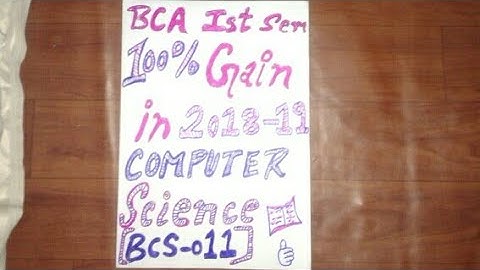 BCA Ist Sem
100% Gain
in 2018-19
COMPUTER
Science
[BCS-011]